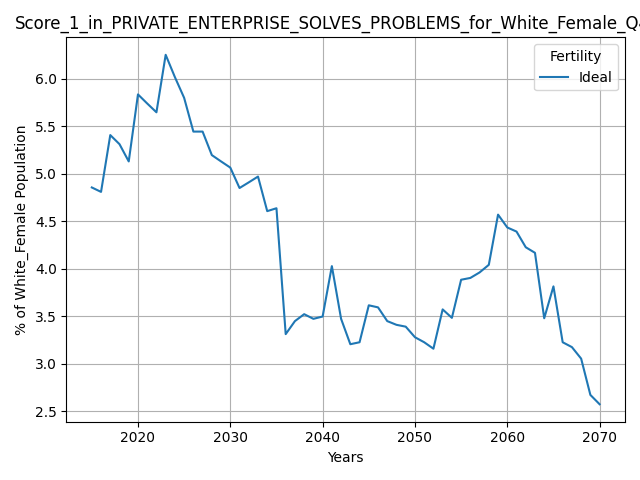 Score_1_in_PRIVATE_ENTERPRISE_SOLVES_PROBLEMS_for_White_Female_Q4
Fertility
Ideal
6.0
5.5
5.0
4.5
4.0
3.5
3.0
2.5
% of White_Female Population
2020 2030 2040 2050 2060 2070
Years